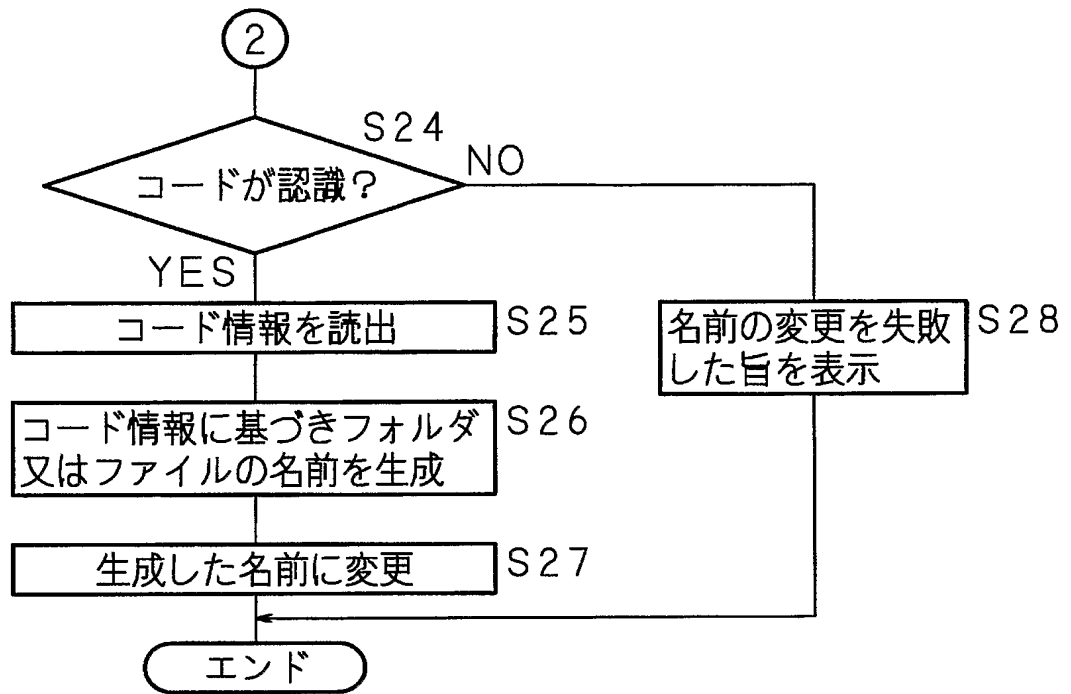 2
S24
コードが認識?
NO
YES
コード情報を読出
S25
名前の変更を失敗
した旨を表示
S28
コード情報に基づきフォルダ
又はファイルの名前を生成
S26
生成した名前に変更
S27
エンド